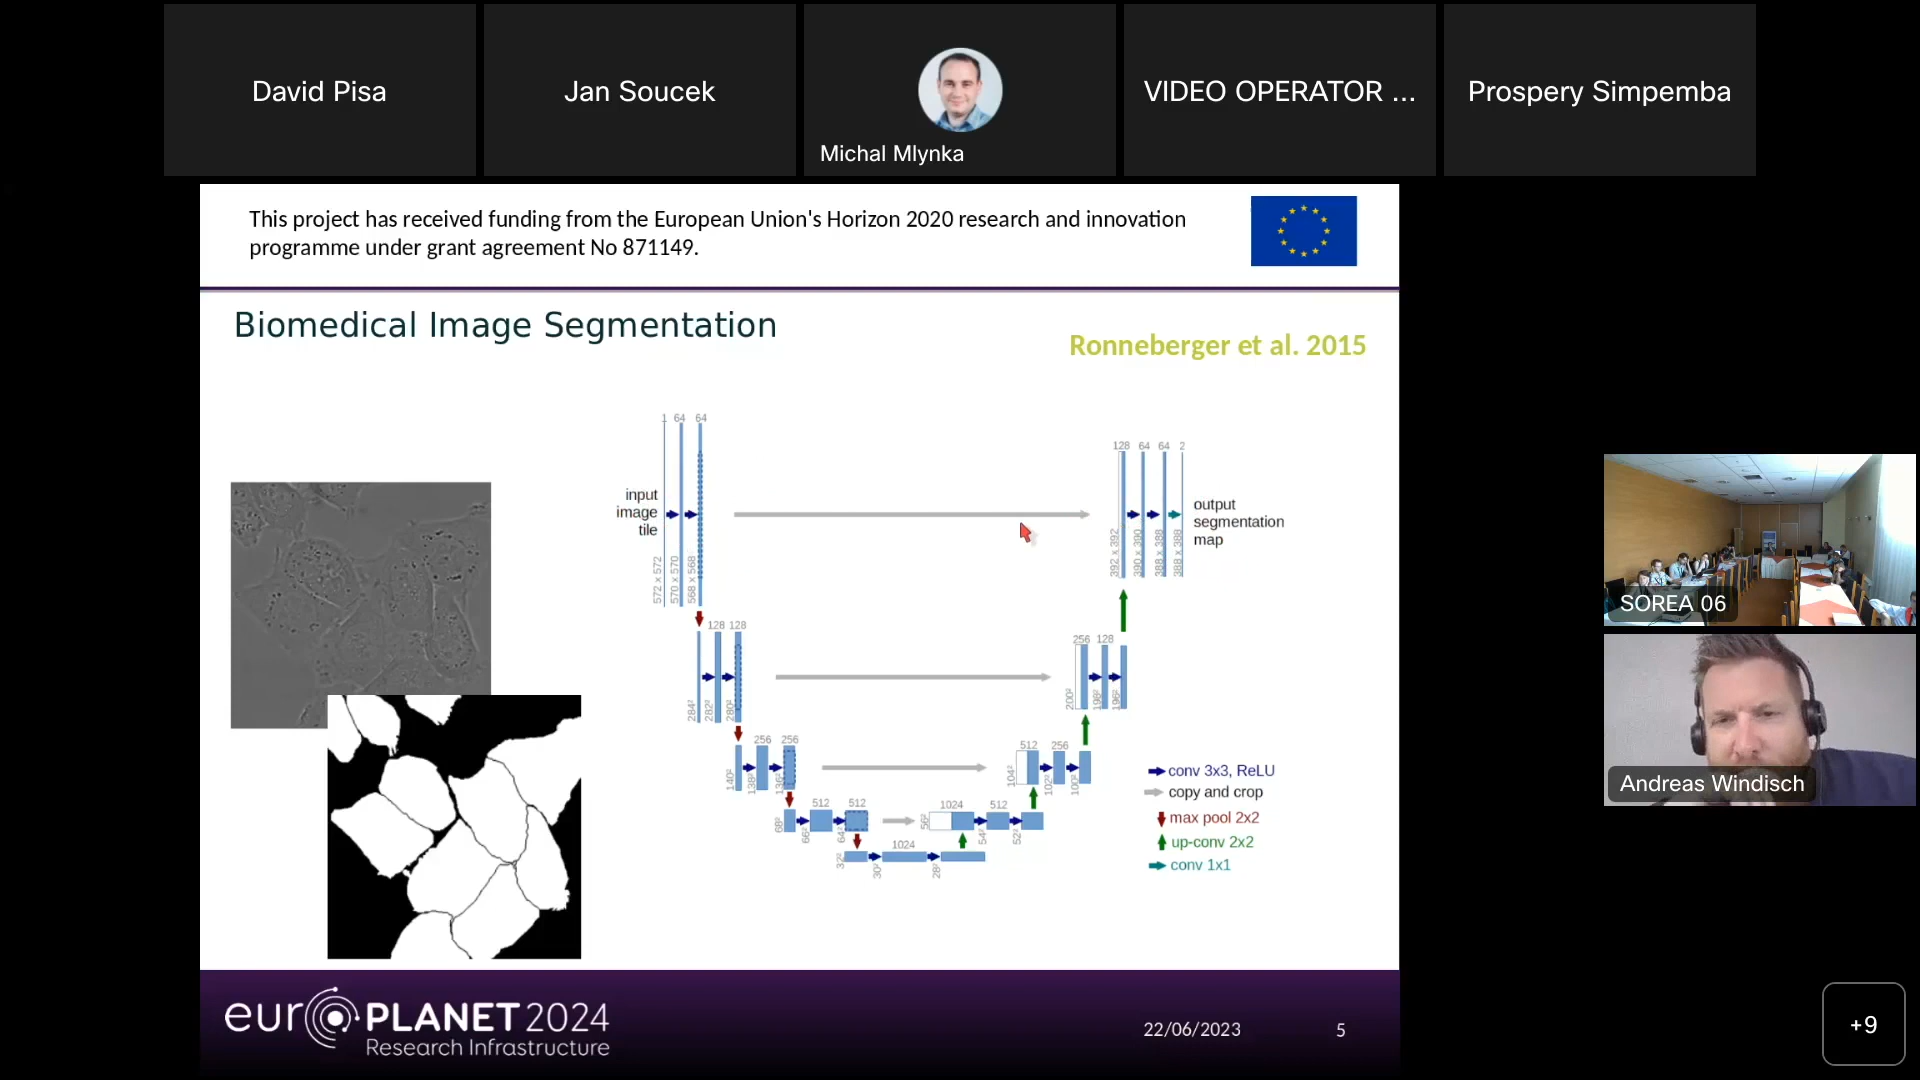 David Pisa
Jan Soucek
Michal Mlynka
VIDEO OPERATOR ...
Prospery Simpemba
This project has received funding from the European Union's Horizon 2020 research and innovation
programme under grant agreement No 871149.
Biomedical Image Segmentation
Ronneberger et al. 2015
1 64 64
128 64 64 2
input
image
tile
output
segmentation
map
572 x 572
570 x 570
568 x 568
392 x 392
390 x 390
388 x 388
388 x 388
128 128
256 128
284²
282²
280²
200²
198²
196²
256 256
512 256
140²
138²
136²
104²
102²
100²
512 512
1024 512
68²
66²
64²
56²
54²
52²
1024
32²
30²
28²
conv 3x3, ReLU
copy and crop
max pool 2x2
up-conv 2x2
conv 1x1
SOREA 06
Andreas Windisch
euroPLANET 2024
Research Infrastructure
22/06/2023
5
+9